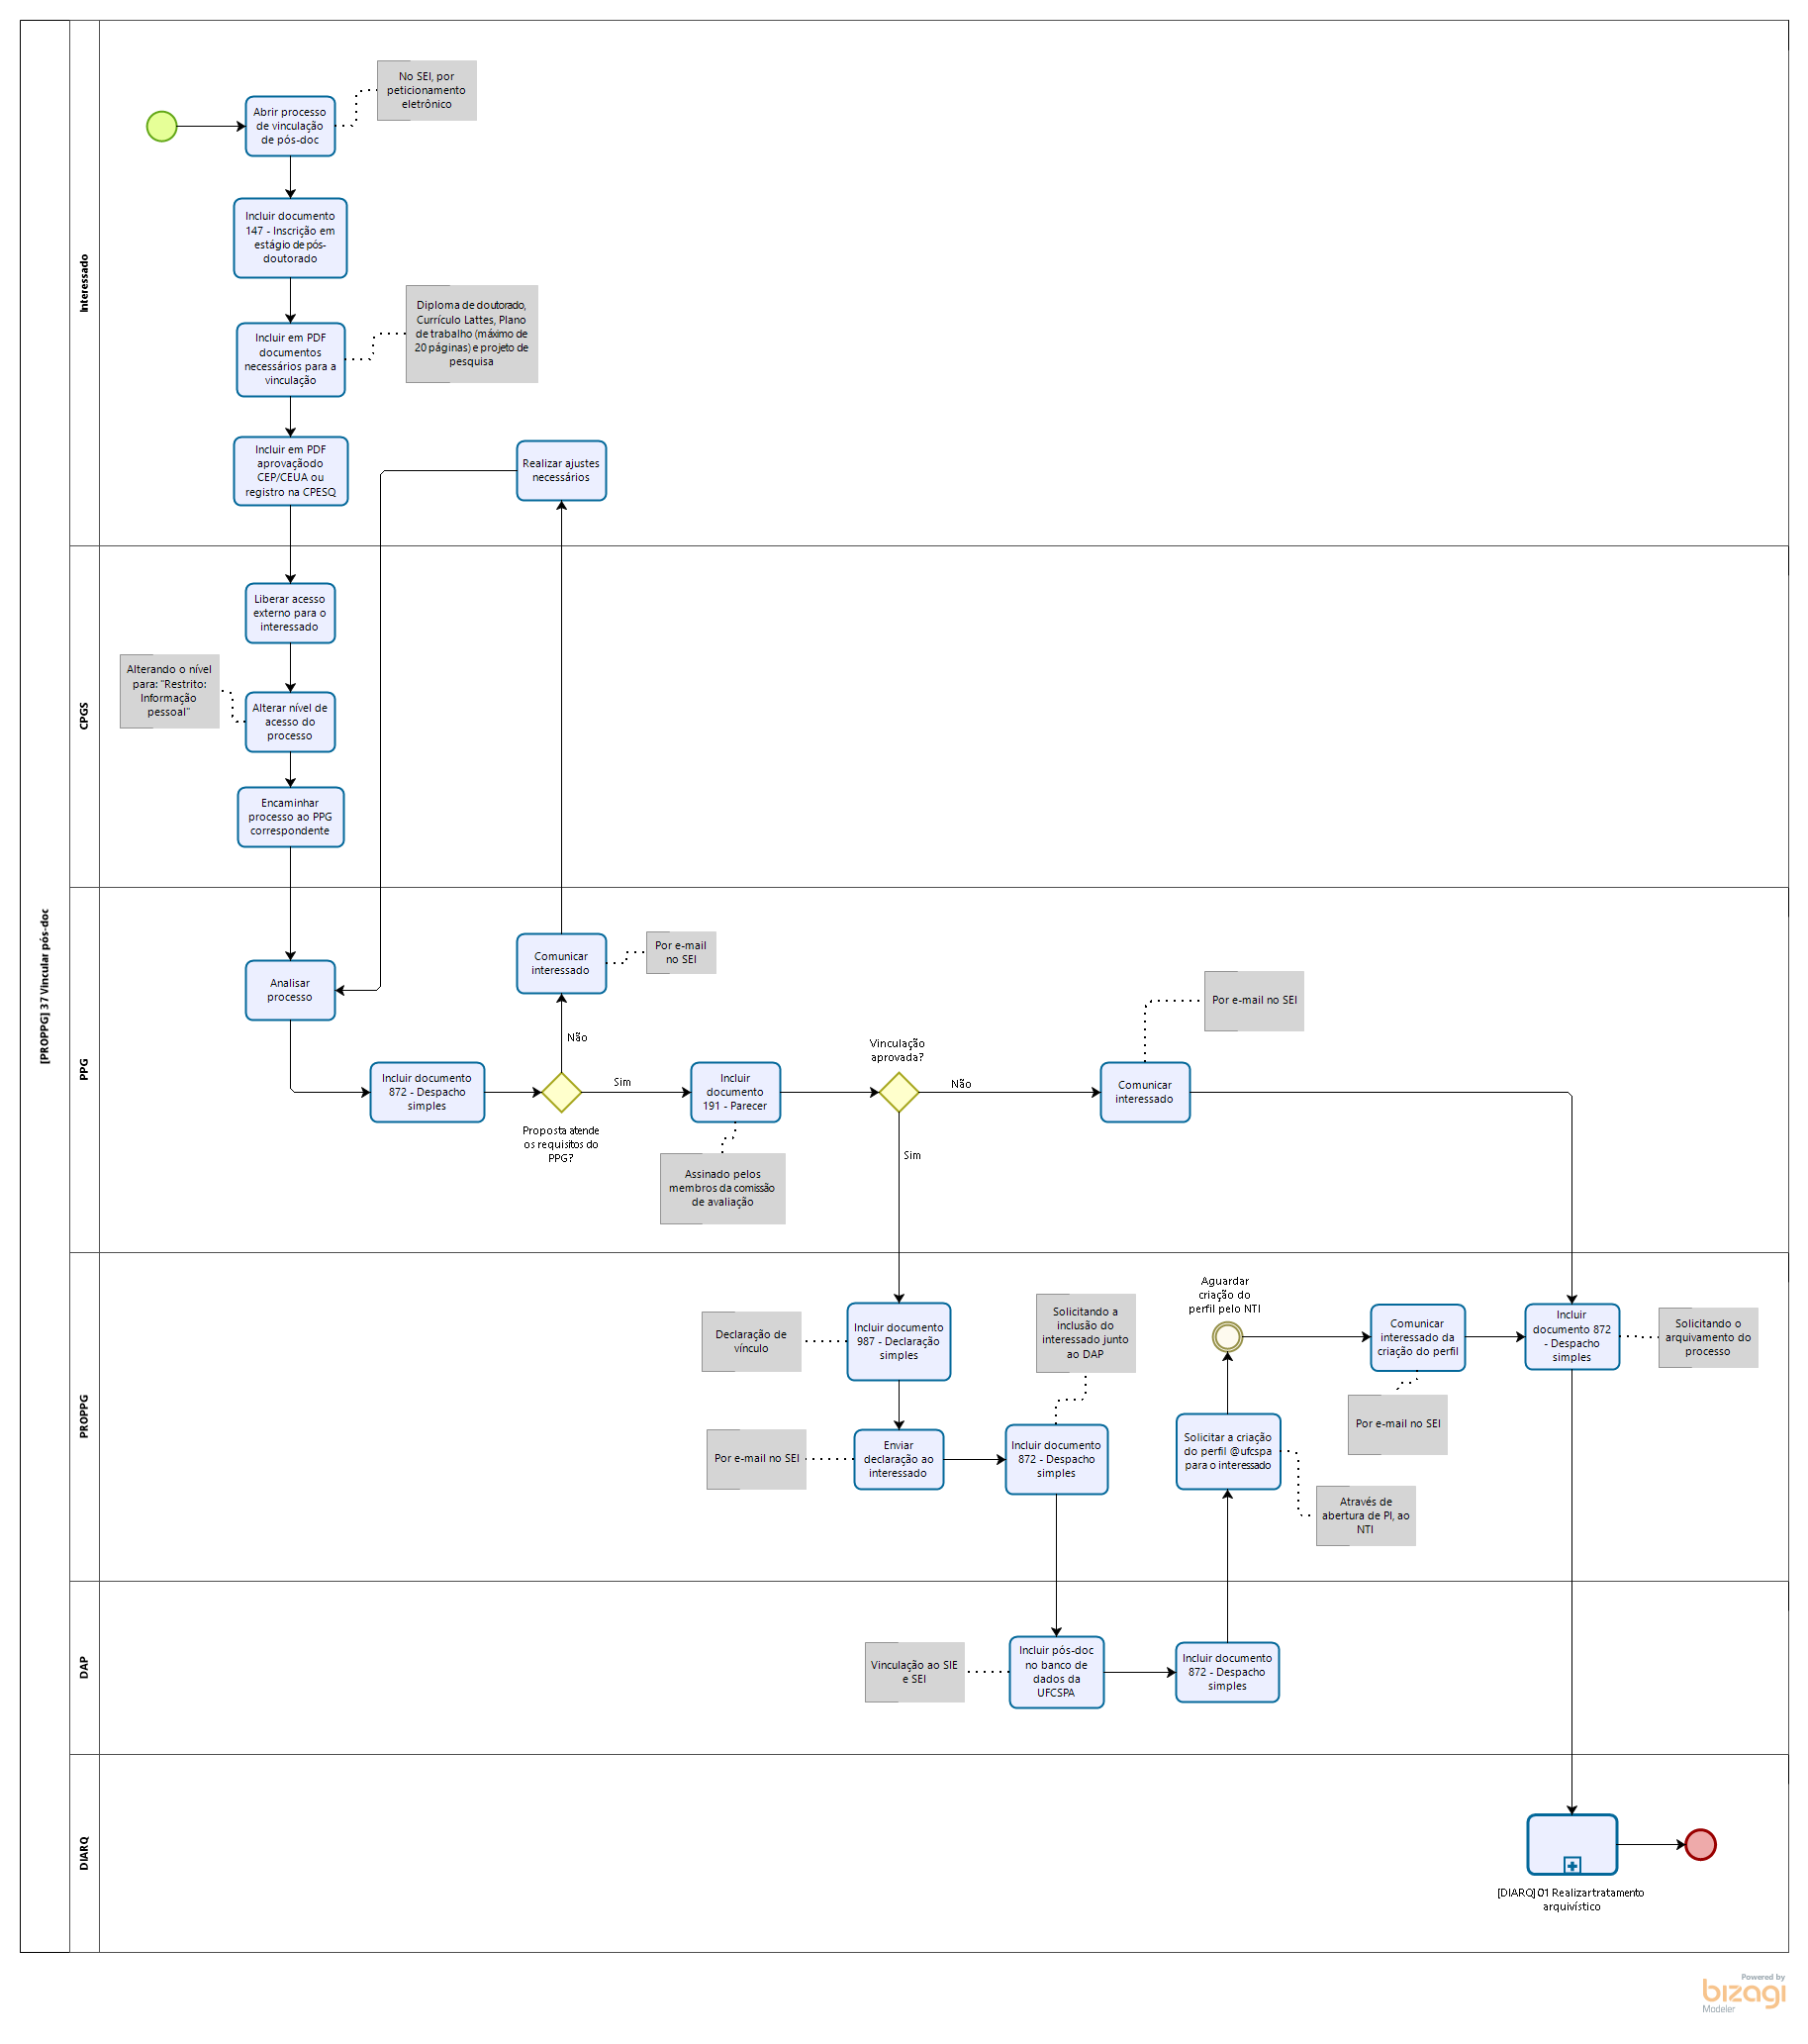 [PROPPG] 37 Vincular pós-doc
Interessado
No SEI, por
peticionamento
eletrônico
Abrir processo
de vinculação
de pós-doc
Incluir documento
147 - Inscrição em
estágio de pós-
doutorado
Diploma de doutorado,
Currículo Lattes, Plano
de trabalho (máximo de
20 páginas) e projeto de
pesquisa
Incluir em PDF
documentos
necessários para a
vinculação
Incluir em PDF
aprovaçãodo
CEP/CEUA ou
registro na CPESQ
Realizar ajustes
necessários
CPGS
Liberar acesso
externo para o
interessado
Alterando o nível
para: "Restrito:
Informação
pessoal"
Alterar nível de
acesso do
processo
Encaminhar
processo ao PPG
correspondente
PPG
Analisar
processo
Comunicar
interessado
Por e-mail
no SEI
Não
Incluir documento
872 - Despacho
simples
Proposta atende
os requisitos do
PPG?
Sim
Incluir
documento
191 - Parecer
Assinado pelos
membros da comissão
de avaliação
Vinculação
aprovada?
Não
Sim
Comunicar
interessado
Por e-mail no SEI
PROPPG
Declaração de
vínculo
Incluir documento
987 - Declaração
simples
Por e-mail no SEI
Enviar
declaração ao
interessado
Solicitando a
inclusão do
interessado junto
ao DAP
Incluir documento
872 - Despacho
simples
Aguardar
criação do
perfil pelo NTI
Solicitar a criação
do perfil @ufcspa
para o interessado
Através de
abertura de PI, ao
NTI
Comunicar
interessado da
criação do perfil
Por e-mail no SEI
Incluir
documento 872
- Despacho
simples
Solicitando o
arquivamento do
processo
DAP
Vinculação ao SIE
e SEI
Incluir pós-doc
no banco de
dados da
UFCSPA
Incluir documento
872 - Despacho
simples
DIARQ
[DIARQ] 01 Realizar tratamento
arquivístico
Powered by
bizagi
Modeler